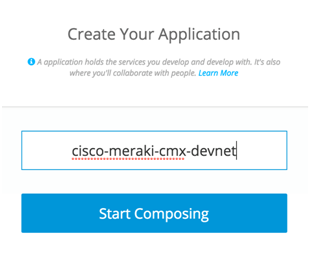 Create Your Application
A application holds the services you develop and develop with. It's also
where you'll collaborate with people. Learn More
cisco-meraki-cmx-devnet
Start Composing